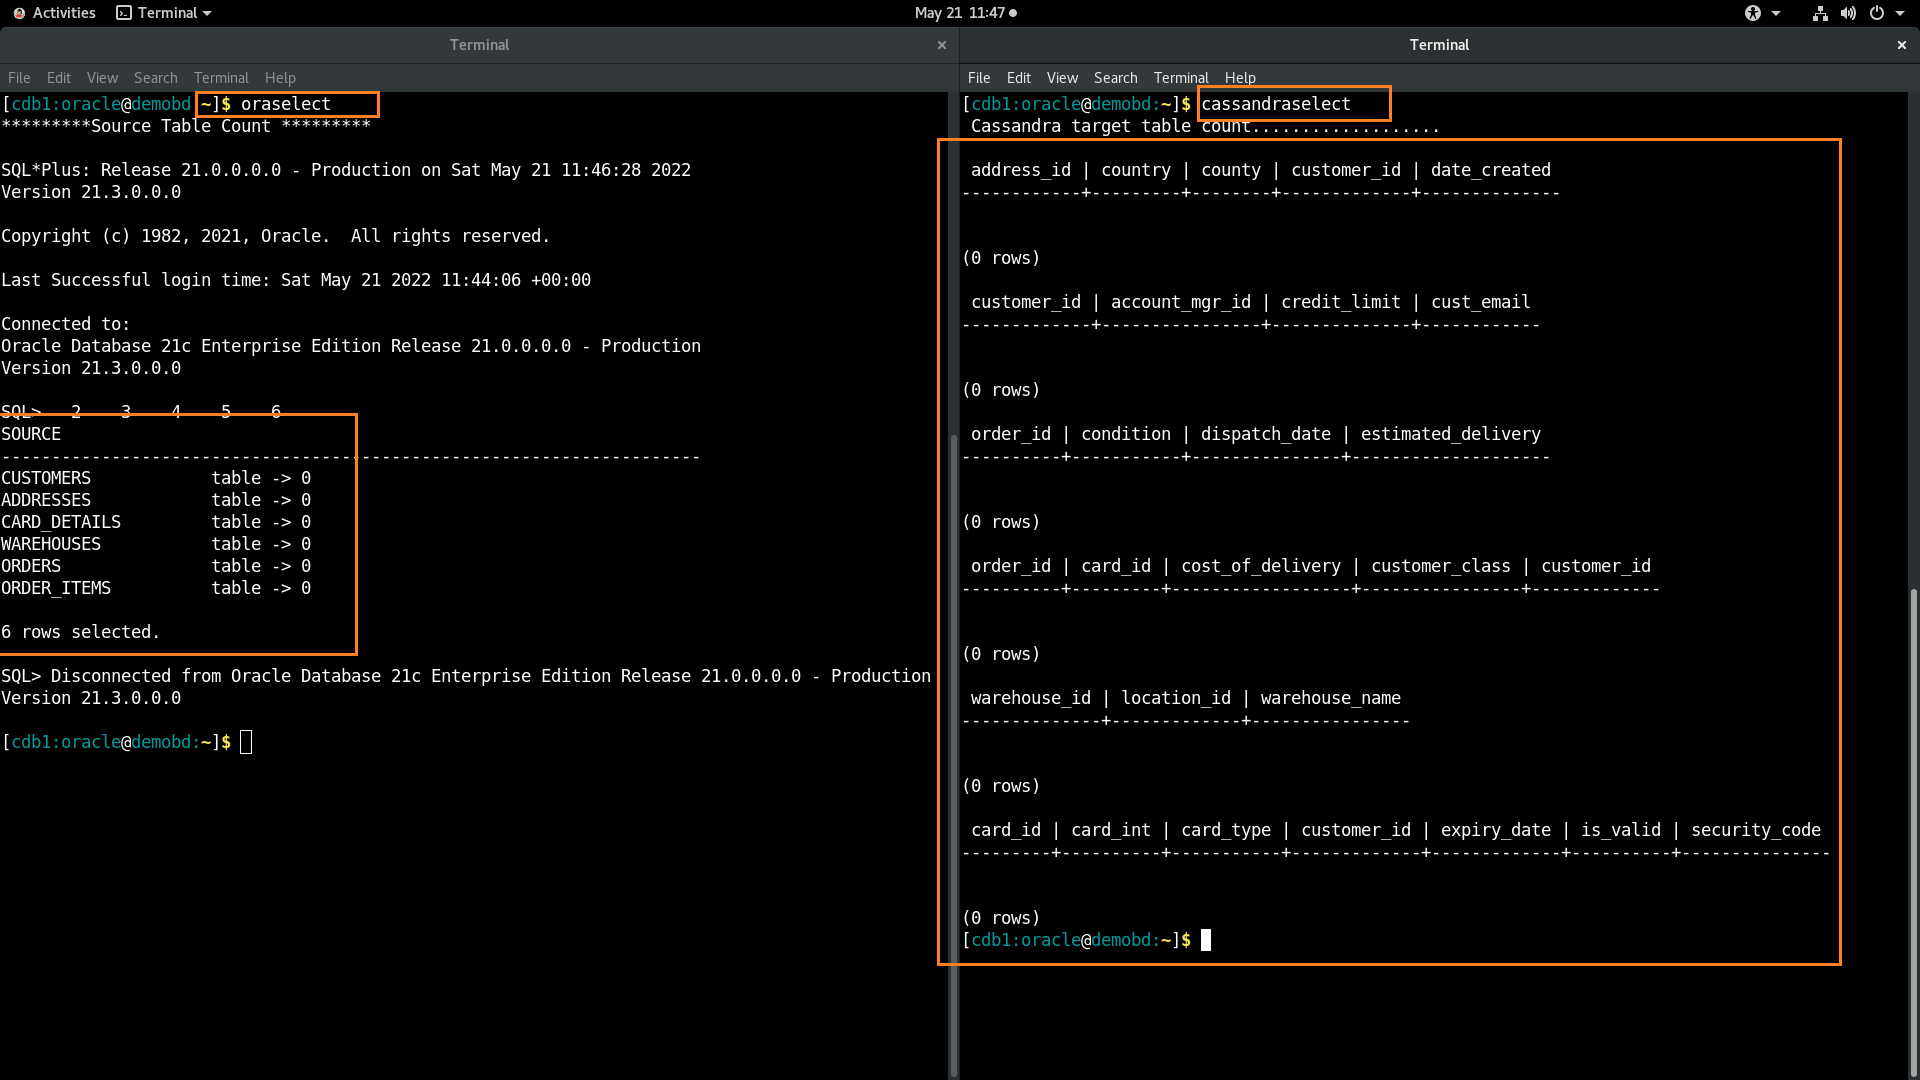 Activities Terminal May 21 11:47
Terminal
File Edit View Search Terminal Help
[cdb1:oracle@demobd ~]$ oraselect
*********Source Table Count *********
SQL*Plus: Release 21.0.0.0.0 - Production on Sat May 21 11:46:28 2022
Version 21.3.0.0.0
Copyright (c) 1982, 2021, Oracle.  All rights reserved.
Last Successful login time: Sat May 21 2022 11:44:06 +00:00
Connected to:
Oracle Database 21c Enterprise Edition Release 21.0.0.0.0 - Production
Version 21.3.0.0.0
SQL>   2    3    4    5    6
SOURCE
----------------------------------------------------------------------
CUSTOMERS            table -> 0
ADDRESSES            table -> 0
CARD_DETAILS         table -> 0
WAREHOUSES           table -> 0
ORDERS               table -> 0
ORDER_ITEMS          table -> 0
6 rows selected.
SQL> Disconnected from Oracle Database 21c Enterprise Edition Release 21.0.0.0.0 - Production
Version 21.3.0.0.0
[cdb1:oracle@demobd:~]$
Terminal
File Edit View Search Terminal Help
[cdb1:oracle@demobd:~]$ cassandraselect
Cassandra target table count...................
address_id | country | county | customer_id | date_created
------------+---------+--------+-------------+--------------
(0 rows)
customer_id | account_mgr_id | credit_limit | cust_email
-------------+----------------+--------------+------------
(0 rows)
order_id | condition | dispatch_date | estimated_delivery
----------+-----------+---------------+--------------------
(0 rows)
order_id | card_id | cost_of_delivery | customer_class | customer_id
----------+---------+------------------+----------------+-------------
(0 rows)
warehouse_id | location_id | warehouse_name
--------------+-------------+----------------
(0 rows)
card_id | card_int | card_type | customer_id | expiry_date | is_valid | security_code
---------+----------+-----------+-------------+-------------+----------+---------------
(0 rows)
[cdb1:oracle@demobd:~]$